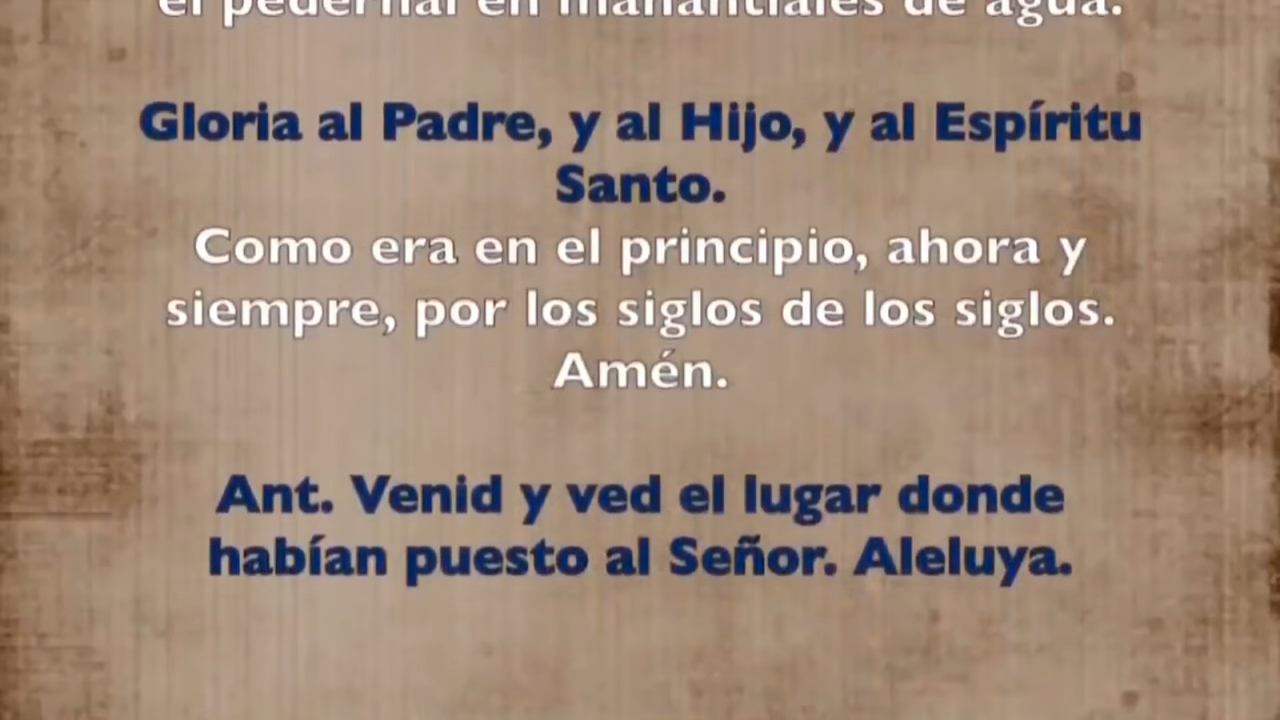 el pedernal en manantiales de agua.
Gloria al Padre, y al Hijo, y al Espíritu
Santo.
Como era en el principio, ahora y
siempre, por los siglos de los siglos.
Amén.
Ant. Venid y ved el lugar donde
habían puesto al Señor. Aleluya.